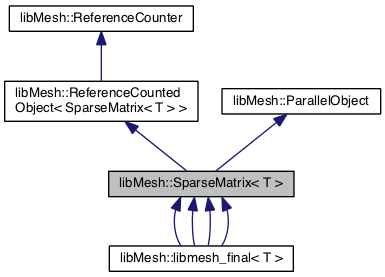 libMesh::ReferenceCounter
libMesh::ReferenceCounted
Object< SparseMatrix< T > >
libMesh::ParallelObject
libMesh::SparseMatrix< T >
libMesh::libmesh_final< T >